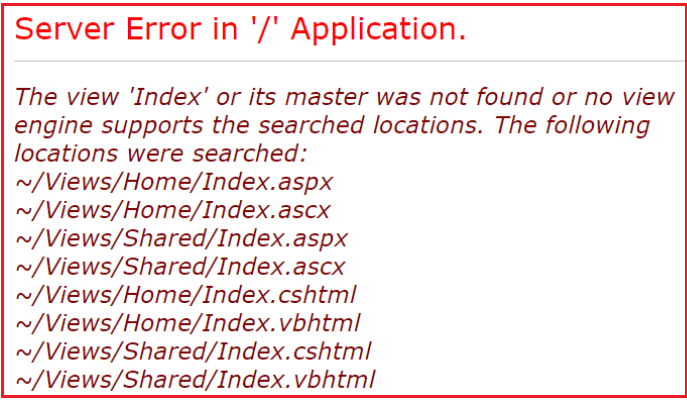 Server Error in '/' Application.
The view 'Index' or its master was not found or no view
engine supports the searched locations. The following
locations were searched:
~/Views/Home/Index.aspx
~/Views/Home/Index.ascx
~/Views/Shared/Index.aspx
~/Views/Shared/Index.ascx
~/Views/Home/Index.cshtml
~/Views/Home/Index.vbhtml
~/Views/Shared/Index.cshtml
~/Views/Shared/Index.vbhtml